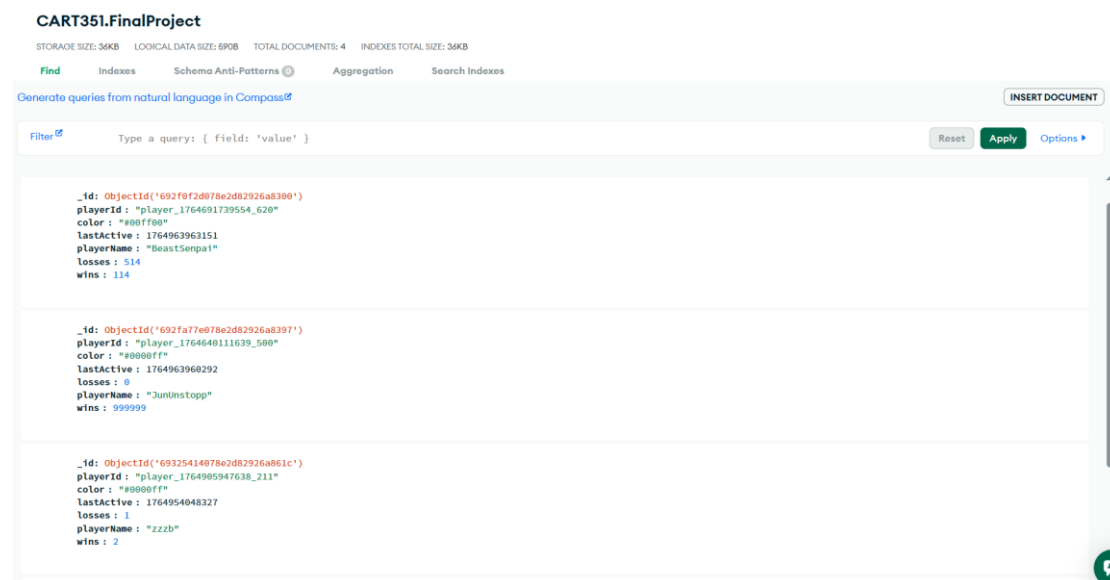 CART351.FinalProject
STORAGE SIZE: 36KB LOGICAL DATA SIZE: 590B TOTAL DOCUMENTS: 4 INDEXES TOTAL SIZE: 36KB
Find Indexes Schema Anti-Patterns 0 Aggregation Search Indexes
Generate queries from natural language in Compass
INSERT DOCUMENT
Filter Type a query: { field: 'value' } Reset Apply Options
_id: ObjectId('692f0f2d078e2d82926a8300')
playerId : "player_1764691739554_620"
color : "#00ff00"
lastActive : 1764963963151
playerName : "BeastSenpai"
losses : 514
wins : 114
_id: ObjectId('692fa77e078e2d82926a8397')
playerId : "player_1764640111639_500"
color : "#0000ff"
lastActive : 1764963960292
losses : 0
playerName : "JunUnstopp"
wins : 999999
_id: ObjectId('69325414078e2d82926a861c')
playerId : "player_1764905947638_211"
color : "#0000ff"
lastActive : 1764954048327
losses : 1
playerName : "zzzb"
wins : 2